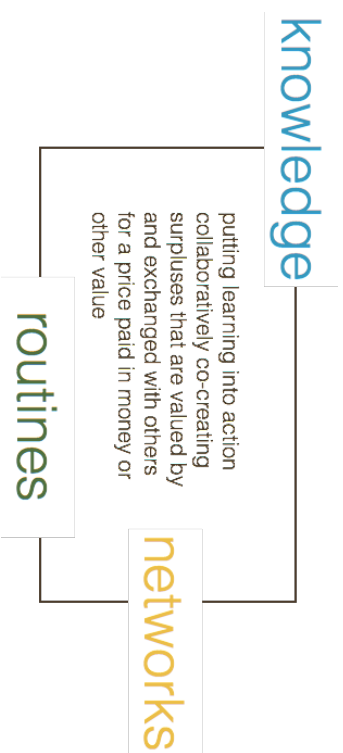 knowledge
putting learning into action
collaboratively co-creating
surpluses that are valued by
and exchanged with others
for a price paid in money or
other value
networks
routines